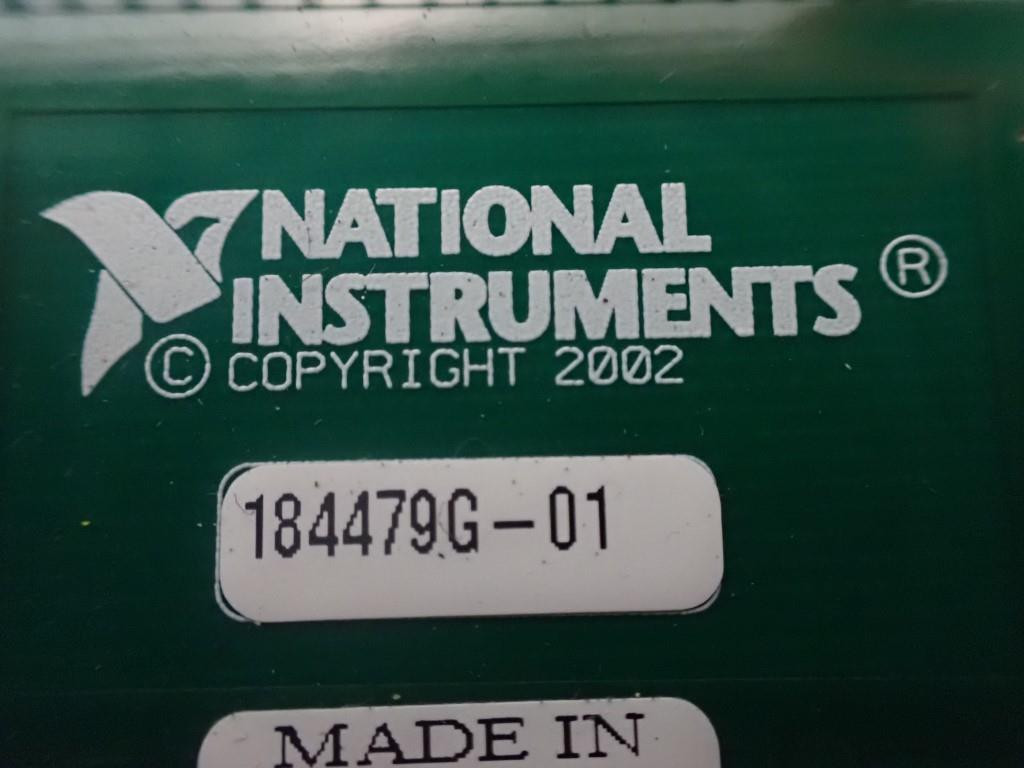 NATIONAL
INSTRUMENTS ®
© COPYRIGHT 2002
184479G-01
MADE IN